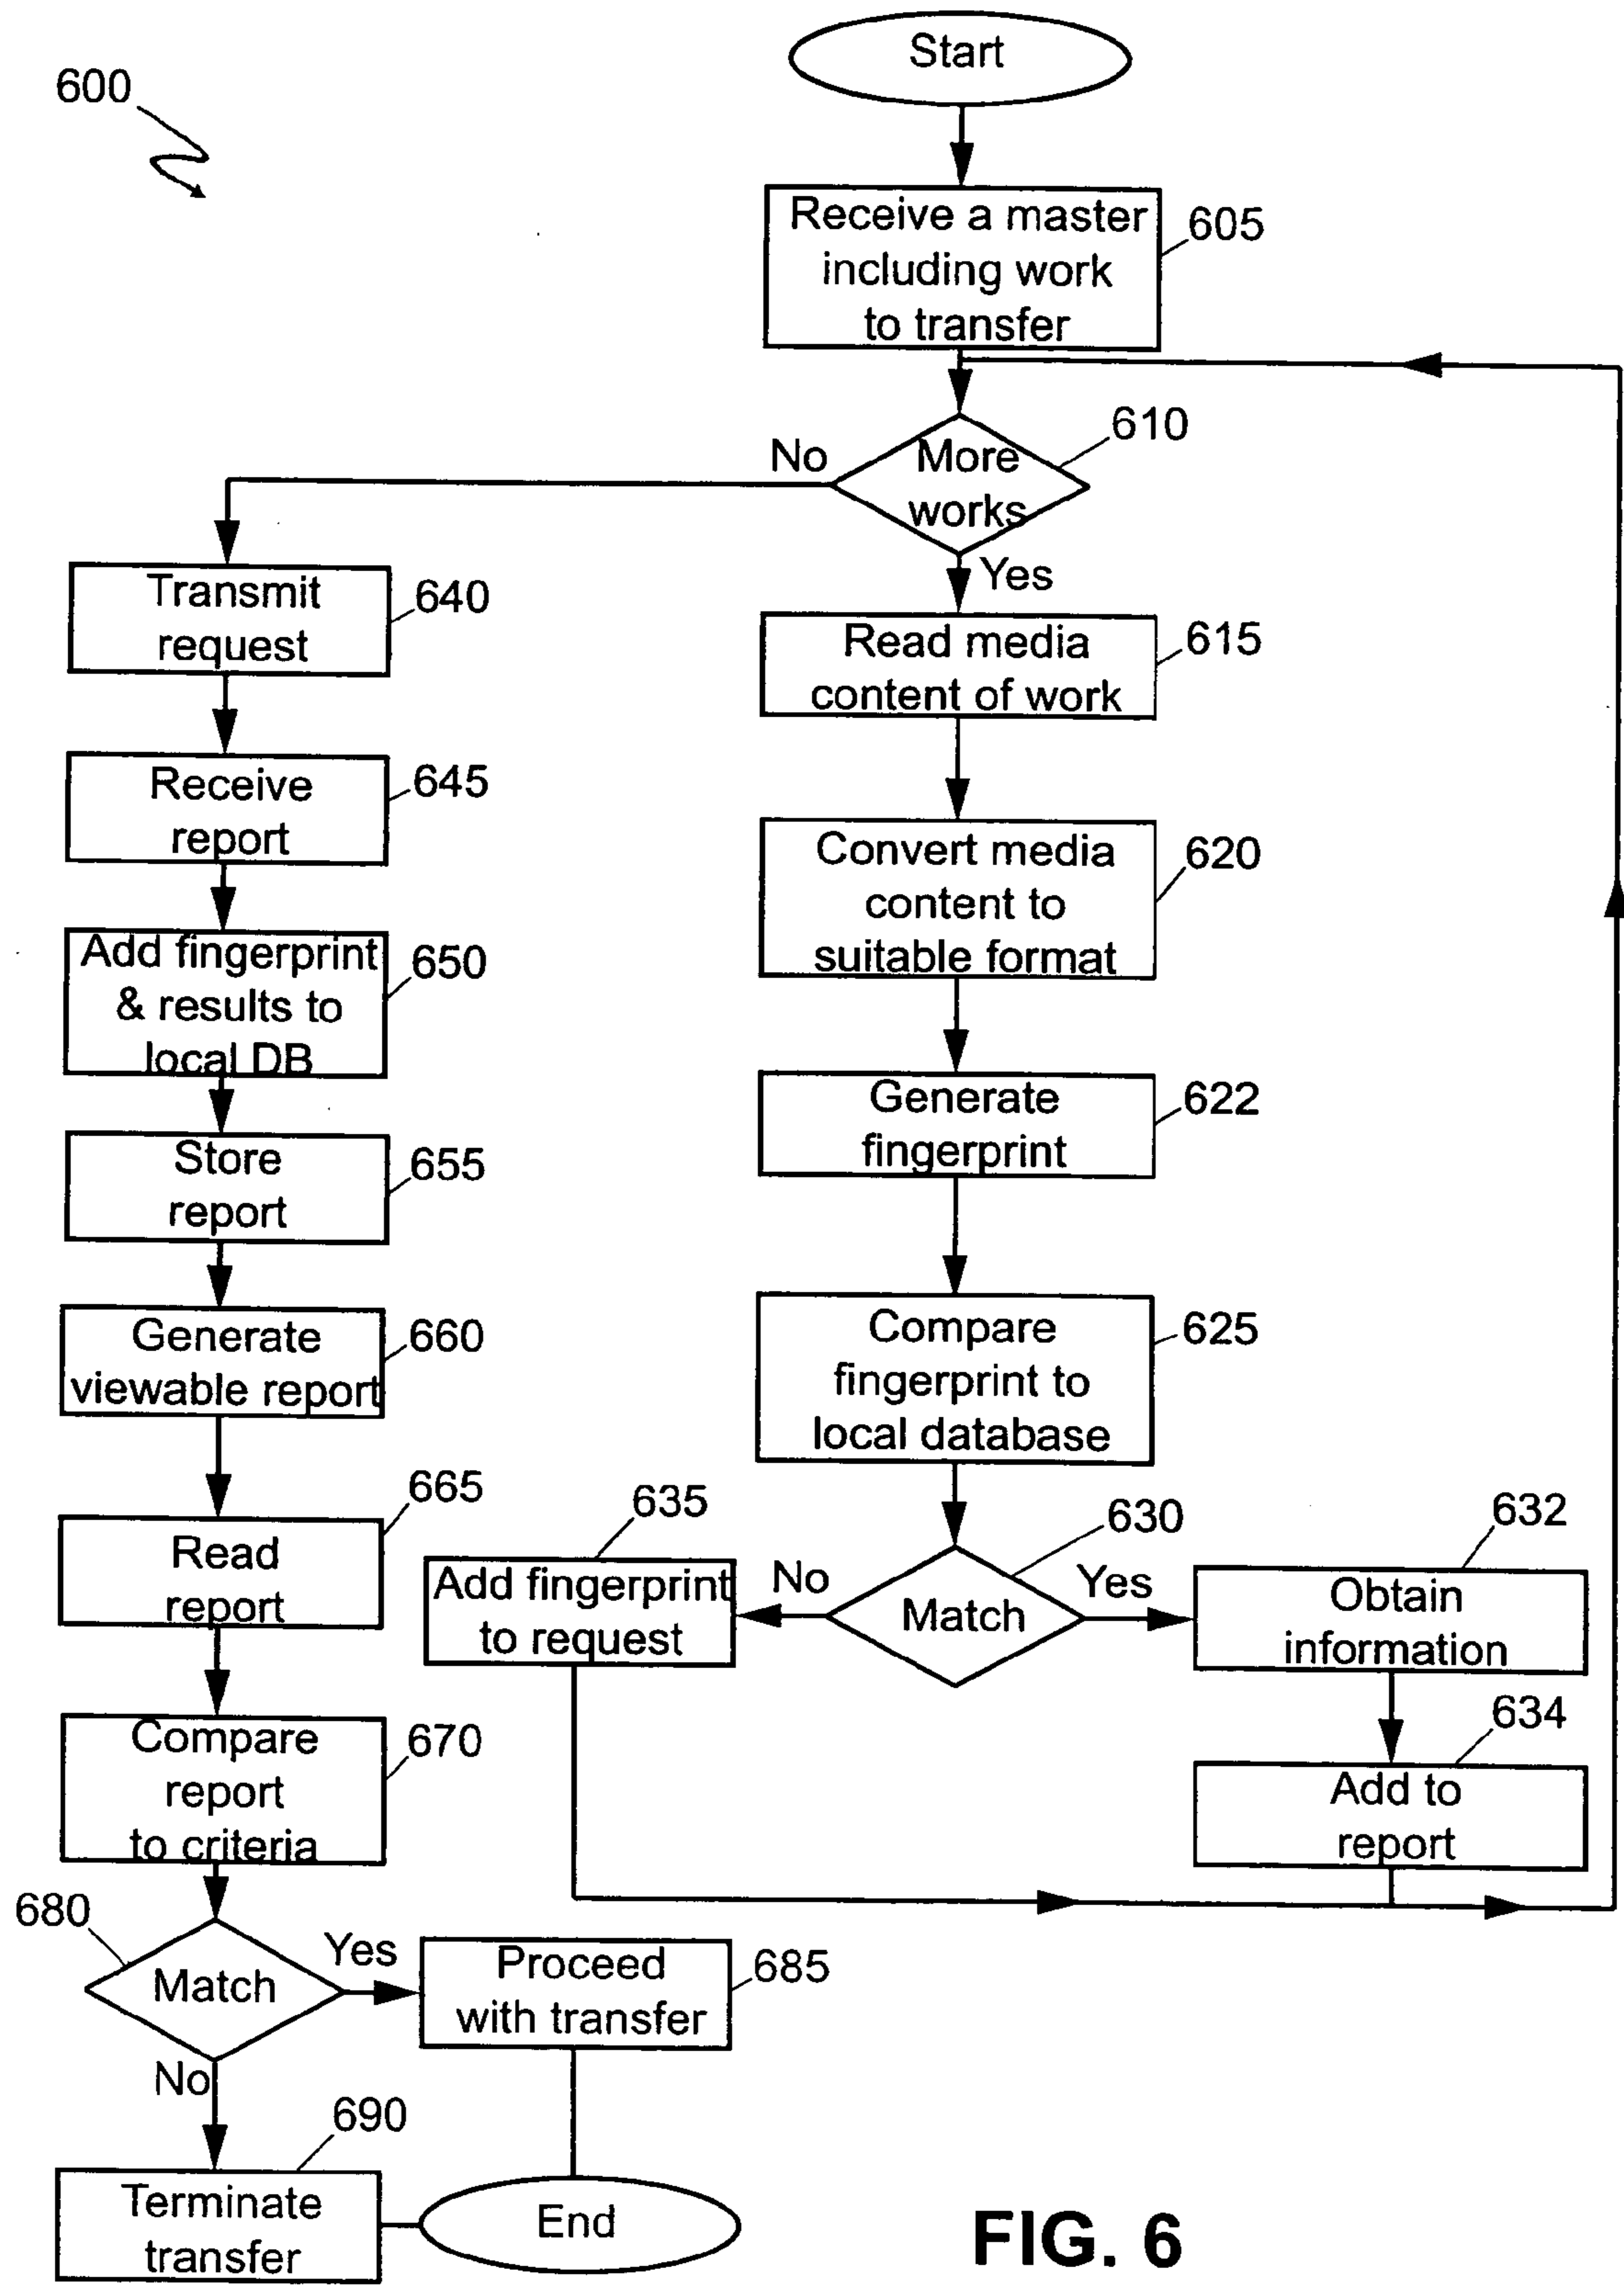 Start
600
Receive a master
including work
to transfer
605
610
No
More
works
Yes
Transmit
request
640
Read media
content of work
615
Receive
report
645
Convert media
content to
suitable format
620
Add fingerprint
& results to
local DB
650
Generate
fingerprint
622
Store
report
655
Generate
viewable report
660
Compare
fingerprint to
local database
625
665
Read
report
635
Add fingerprint
to request
No
630
Match
Yes
632
Obtain
information
634
Add to
report
Compare
report
to criteria
670
680
Match
Yes
Proceed
with transfer
685
No
690
Terminate
transfer
End
FIG. 6